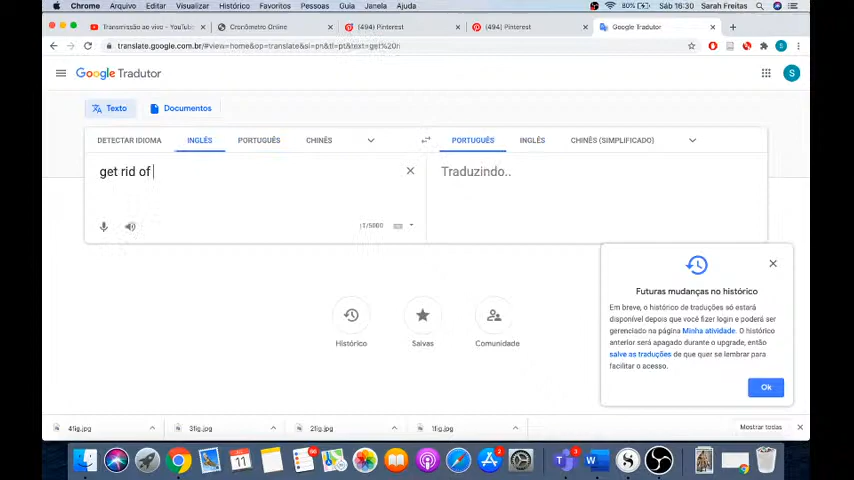 Chrome Arquivo Editar Visualizar Histórico Favoritos Pessoas Guia Janela Ajuda 80% Sáb 16:30 Sarah Freitas
Transmissão ao vivo - YouTube Cronômetro Online (494) Pinterest (494) Pinterest Google Tradutor
translate.google.com.br/#view=home&op=translate&sl=en&tl=pt&text=get%20ri
Google Tradutor
S
Texto Documentos
DETECTAR IDIOMA INGLÊS PORTUGUÊS CHINÊS PORTUGUÊS INGLÊS CHINÊS (SIMPLIFICADO)
get rid of Traduzindo..
/5000
Futuras mudanças no histórico
Em breve, o histórico de traduções só estará
disponível depois que você fizer login e poderá ser
gerenciado na página Minha atividade. O histórico
anterior será apagado durante o upgrade, então
salve as traduções de que quer se lembrar para
facilitar o acesso.
Ok
Histórico Salvas Comunidade
4fig.jpg 3fig.jpg 2fig.jpg 1fig.jpg Mostrar todas